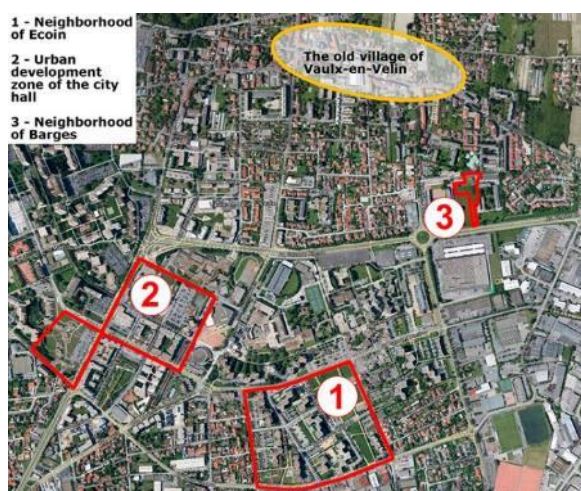 1 - Neighborhood
of Ecoin
2 - Urban
development
zone of the city
hall
3 - Neighborhood
of Barges
The old village of
Vaulx-en-Velin
3
2
1